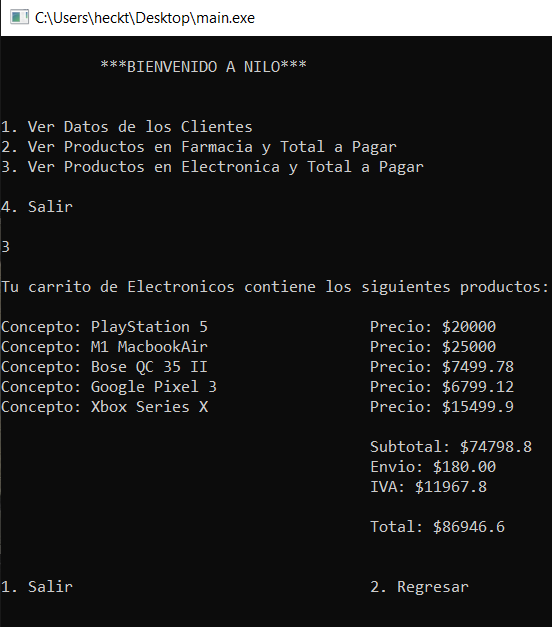 C:\Users\heckt\Desktop\main.exe
***BIENVENIDO A NILO***
1. Ver Datos de los Clientes
2. Ver Productos en Farmacia y Total a Pagar
3. Ver Productos en Electronica y Total a Pagar
4. Salir
3
Tu carrito de Electronicos contiene los siguientes productos:
Concepto: PlayStation 5 Precio: $20000
Concepto: M1 MacbookAir Precio: $25000
Concepto: Bose QC 35 II Precio: $7499.78
Concepto: Google Pixel 3 Precio: $6799.12
Concepto: Xbox Series X Precio: $15499.9
Subtotal: $74798.8
Envio: $180.00
IVA: $11967.8
Total: $86946.6
1. Salir 2. Regresar